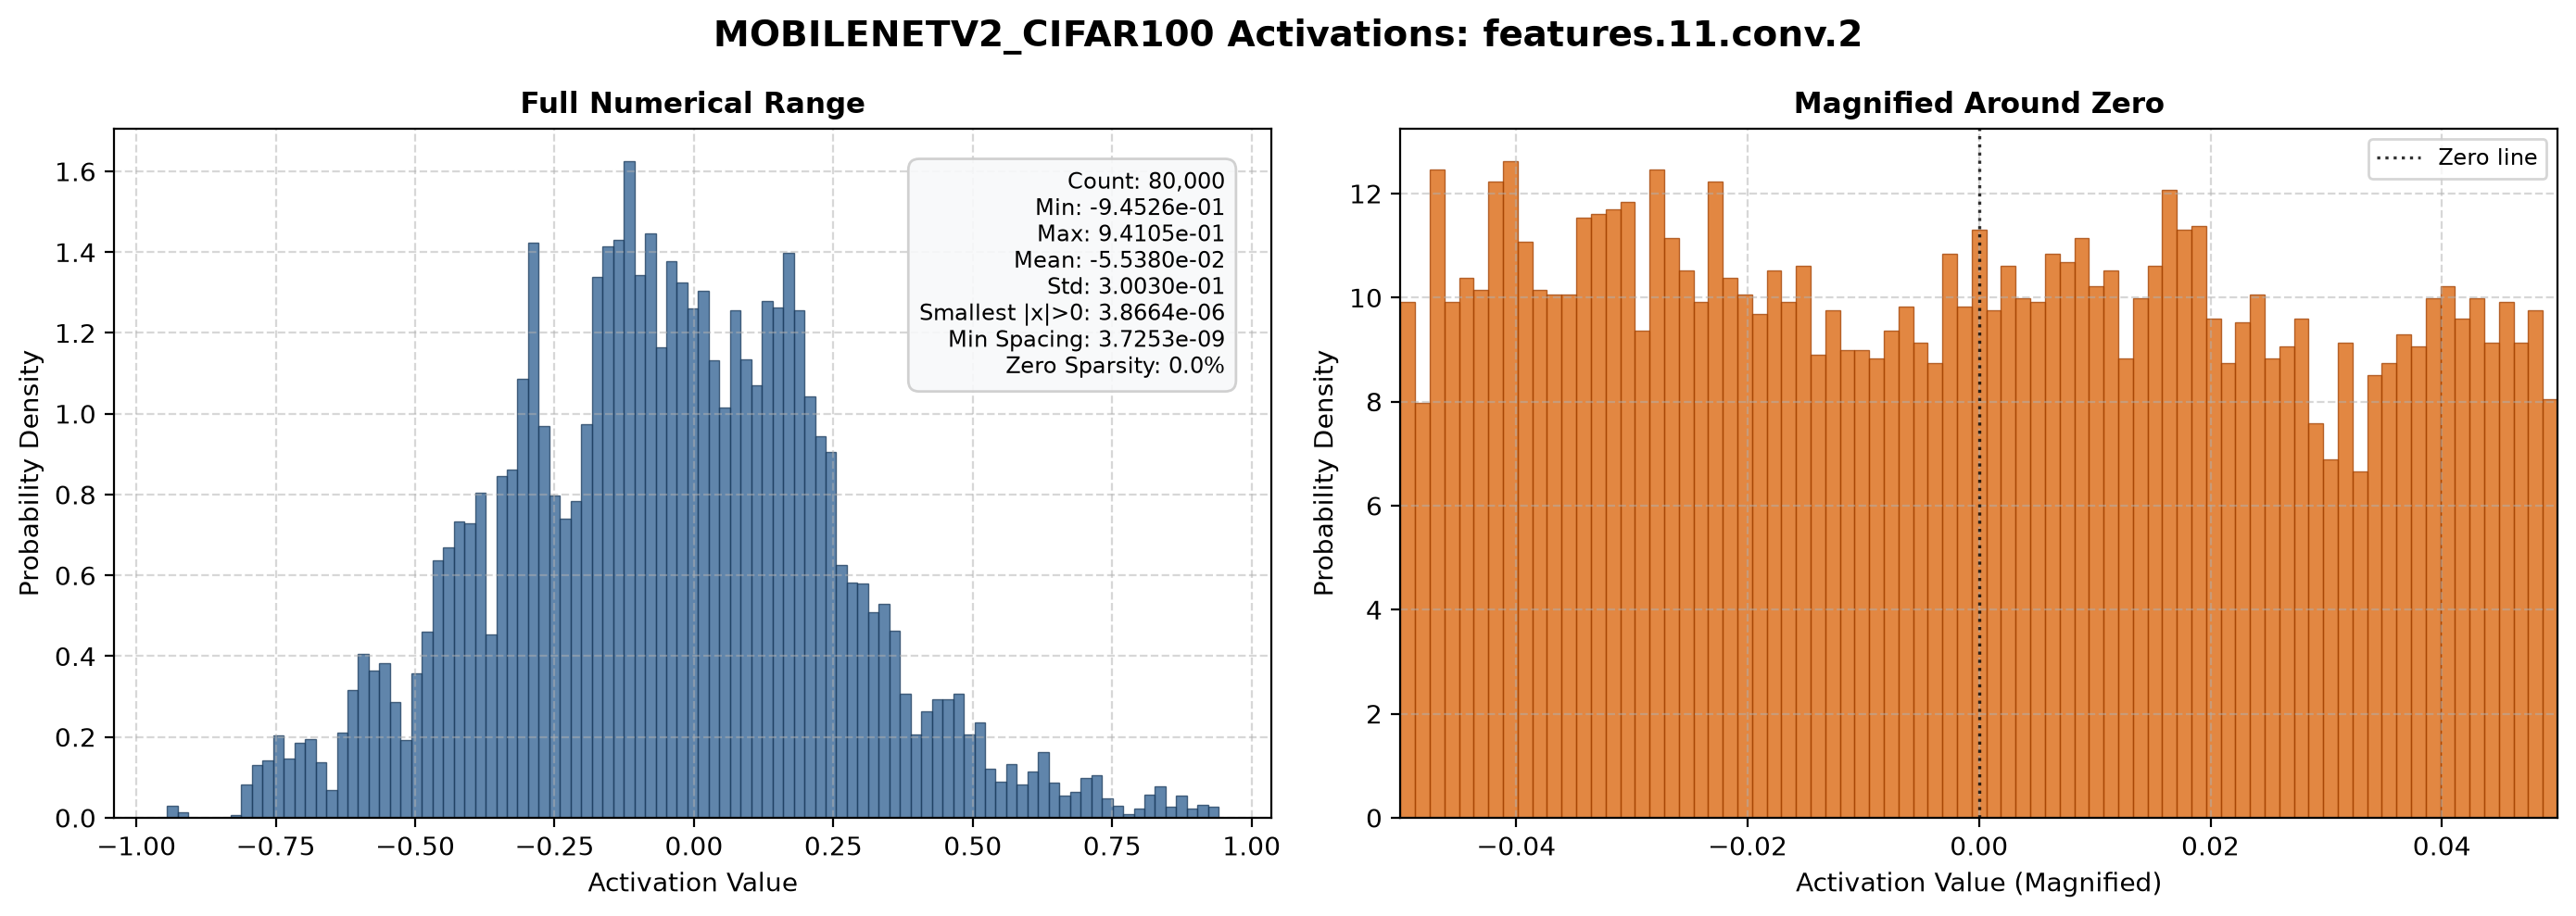 MOBILENETV2_CIFAR100 Activations: features.11.conv.2
Full Numerical Range
Probability Density
1.6
1.4
1.2
1.0
0.8
0.6
0.4
0.2
0.0
Count: 80,000
Min: -9.4526e-01
Max: 9.4105e-01
Mean: -5.5380e-02
Std: 3.0030e-01
Smallest |x|>0: 3.8664e-06
Min Spacing: 3.7253e-09
Zero Sparsity: 0.0%
−1.00 −0.75 −0.50 −0.25 0.00 0.25 0.50 0.75 1.00
Activation Value
Magnified Around Zero
Probability Density
12
10
8
6
4
2
0
Zero line
−0.04 −0.02 0.00 0.02 0.04
Activation Value (Magnified)